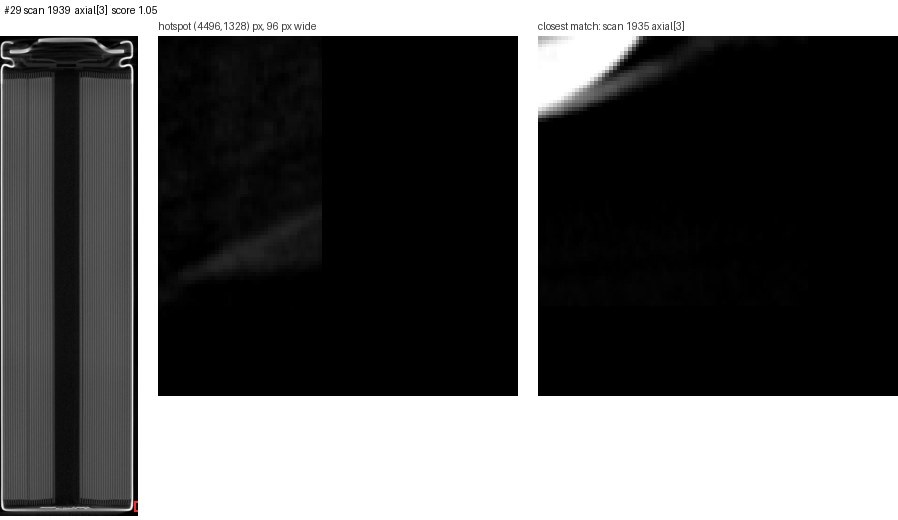 #29 scan 1939 axial[3] score 1.05
hotspot (4496,1328) px, 96 px wide
closest match: scan 1935 axial[3]